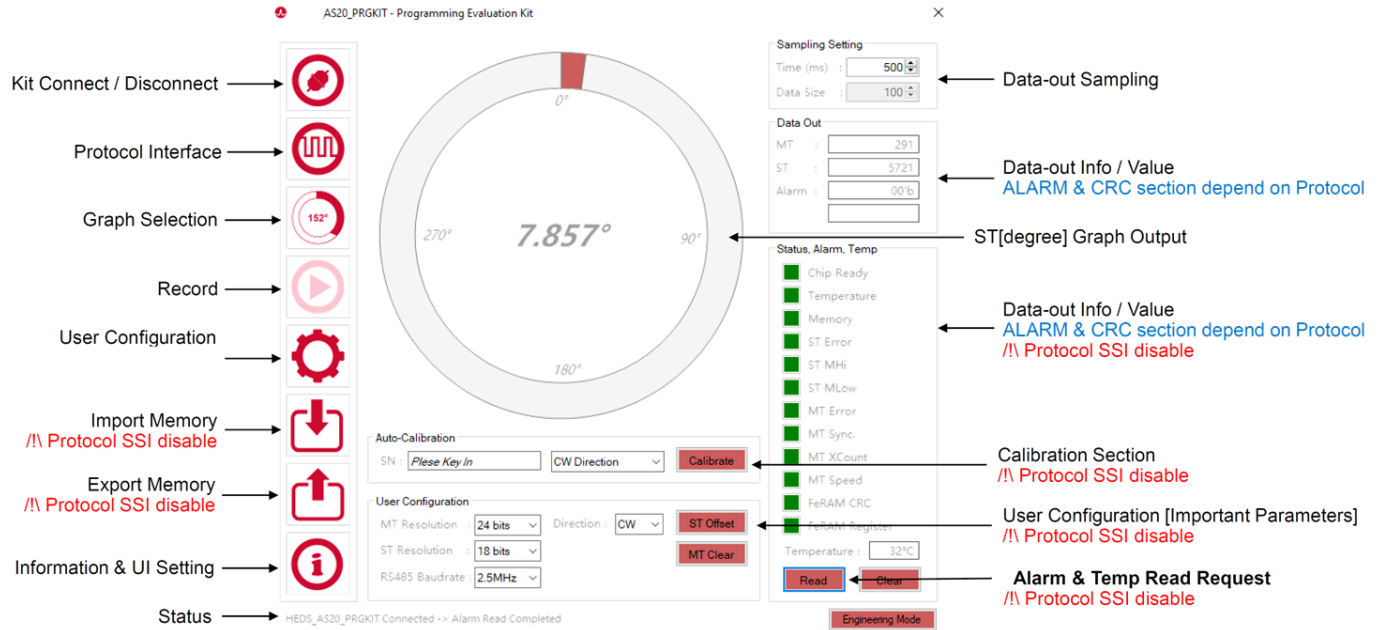 AS20_PRGKIT - Programming Evaluation Kit
Kit Connect / Disconnect
Protocol Interface
Graph Selection
152°
Record
User Configuration
Import Memory
/!\ Protocol SSI disable
Export Memory
/!\ Protocol SSI disable
Information & UI Setting
Status
0°
270°
7.857°
90°
180°
Auto-Calibration
SN : Plese Key In CW Direction Calibrate
User Configuration
MT Resolution : 24 bits Direction : CW ST Offset
ST Resolution : 18 bits MT Clear
RS485 Baudrate : 2.5MHz
HEDS_AS20_PRGKIT Connected -> Alarm Read Completed
Sampling Setting
Time (ms) : 500
Data Size : 100
Data Out
MT : 291
ST : 5721
Alarm : 00'b
Status, Alarm, Temp
Chip Ready
Temperature
Memory
ST Error
ST MHi
ST MLow
MT Error
MT Sync.
MT XCount
MT Speed
FeRAM CRC
FeRAM Register
Temperature : 32°C
Read Clear
Engineering Mode
Data-out Sampling
Data-out Info / Value
ALARM & CRC section depend on Protocol
ST[degree] Graph Output
Data-out Info / Value
ALARM & CRC section depend on Protocol
/!\ Protocol SSI disable
Calibration Section
/!\ Protocol SSI disable
User Configuration [Important Parameters]
/!\ Protocol SSI disable
Alarm & Temp Read Request
/!\ Protocol SSI disable